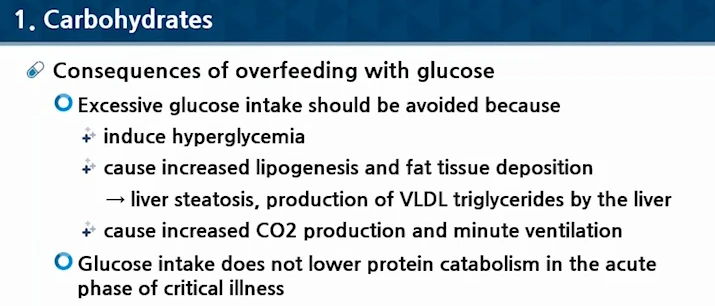 1. Carbohydrates
Consequences of overfeeding with glucose
Excessive glucose intake should be avoided because
induce hyperglycemia
cause increased lipogenesis and fat tissue deposition
→ liver steatosis, production of VLDL triglycerides by the liver
cause increased CO2 production and minute ventilation
Glucose intake does not lower protein catabolism in the acute
phase of critical illness